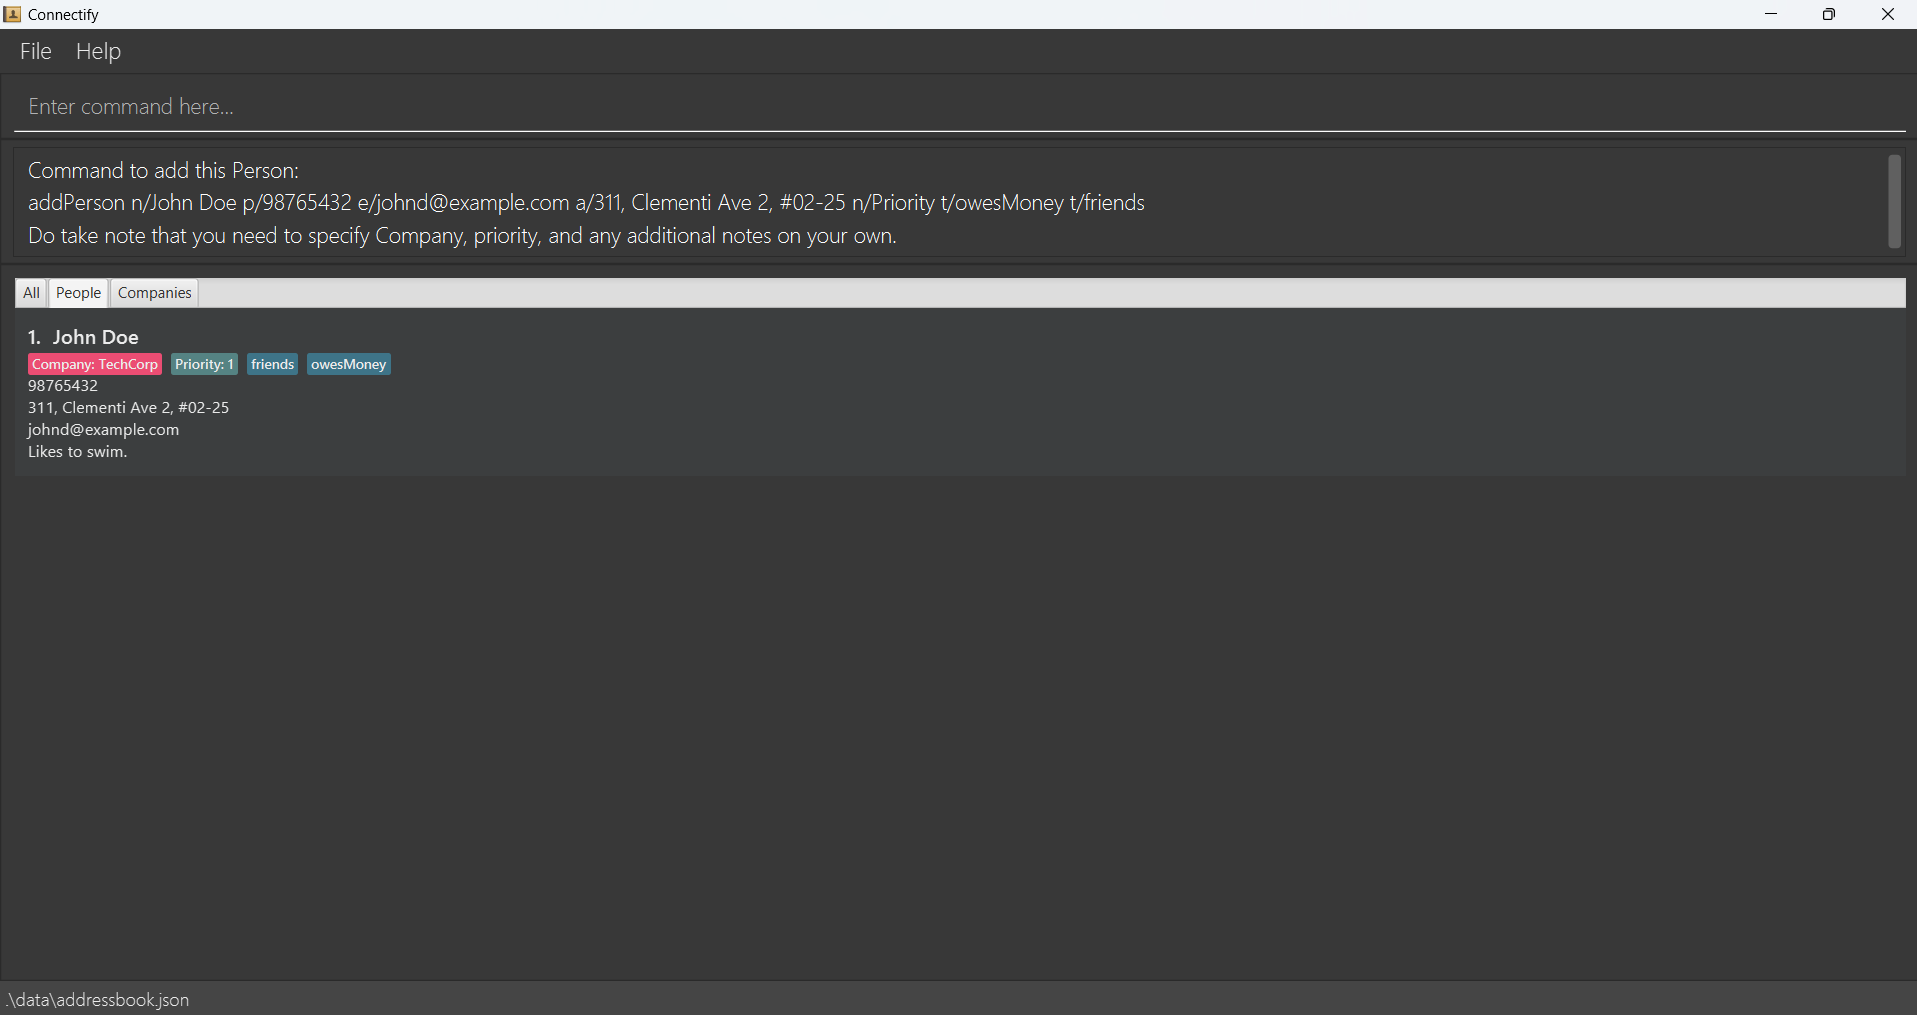 Connectify
File Help
Enter command here...
Command to add this Person:
addPerson n/John Doe p/98765432 e/johnd@example.com a/311, Clementi Ave 2, #02-25 n/Priority t/owesMoney t/friends
Do take note that you need to specify Company, priority, and any additional notes on your own.
All People Companies
1. John Doe
Company: TechCorp Priority: 1 friends owesMoney
98765432
311, Clementi Ave 2, #02-25
johnd@example.com
Likes to swim.
.\data\addressbook.json